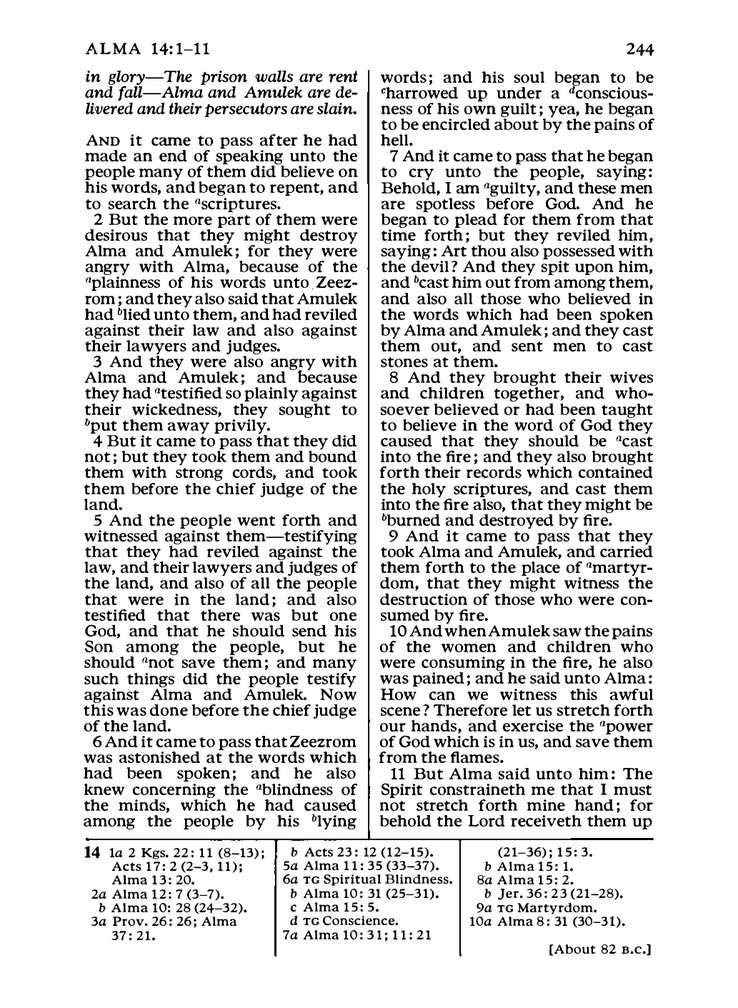 ALMA 14:1–11
244
in glory—The prison walls are rent
and fall—Alma and Amulek are de-
livered and their persecutors are slain.
AND it came to pass after he had
made an end of speaking unto the
people many of them did believe on
his words, and began to repent, and
to search the ascriptures.
2 But the more part of them were
desirous that they might destroy
Alma and Amulek; for they were
angry with Alma, because of the
aplainness of his words unto Zeez-
rom; and they also said that Amulek
had blied unto them, and had reviled
against their law and also against
their lawyers and judges.
3 And they were also angry with
Alma and Amulek; and because
they had atestified so plainly against
their wickedness, they sought to
bput them away privily.
4 But it came to pass that they did
not; but they took them and bound
them with strong cords, and took
them before the chief judge of the
land.
5 And the people went forth and
witnessed against them—testifying
that they had reviled against the
law, and their lawyers and judges of
the land, and also of all the people
that were in the land; and also
testified that there was but one
God, and that he should send his
Son among the people, but he
should anot save them; and many
such things did the people testify
against Alma and Amulek. Now
this was done before the chief judge
of the land.
6 And it came to pass that Zeezrom
was astonished at the words which
had been spoken; and he also
knew concerning the ablindness of
the minds, which he had caused
among the people by his blying
words; and his soul began to be
charrowed up under a dconscious-
ness of his own guilt; yea, he began
to be encircled about by the pains of
hell.
7 And it came to pass that he began
to cry unto the people, saying:
Behold, I am aguilty, and these men
are spotless before God. And he
began to plead for them from that
time forth; but they reviled him,
saying: Art thou also possessed with
the devil? And they spit upon him,
and bcast him out from among them,
and also all those who believed in
the words which had been spoken
by Alma and Amulek; and they cast
them out, and sent men to cast
stones at them.
8 And they brought their wives
and children together, and who-
soever believed or had been taught
to believe in the word of God they
caused that they should be acast
into the fire; and they also brought
forth their records which contained
the holy scriptures, and cast them
into the fire also, that they might be
bburned and destroyed by fire.
9 And it came to pass that they
took Alma and Amulek, and carried
them forth to the place of amartyr-
dom, that they might witness the
destruction of those who were con-
sumed by fire.
10 And when Amulek saw the pains
of the women and children who
were consuming in the fire, he also
was pained; and he said unto Alma:
How can we witness this awful
scene? Therefore let us stretch forth
our hands, and exercise the apower
of God which is in us, and save them
from the flames.
11 But Alma said unto him: The
Spirit constraineth me that I must
not stretch forth mine hand; for
behold the Lord receiveth them up
14 1a 2 Kgs. 22: 11 (8–13);
Acts 17: 2 (2–3, 11);
Alma 13: 20.
2a Alma 12: 7 (3–7).
b Alma 10: 28 (24–32).
3a Prov. 26: 26; Alma
37: 21.
b Acts 23: 12 (12–15).
5a Alma 11: 35 (33–37).
6a TG Spiritual Blindness.
b Alma 10: 31 (25–31).
c Alma 15: 5.
d TG Conscience.
7a Alma 10: 31; 11: 21
(21–36); 15: 3.
b Alma 15: 1.
8a Alma 15: 2.
b Jer. 36: 23 (21–28).
9a TG Martyrdom.
10a Alma 8: 31 (30–31).
[About 82 B.C.]